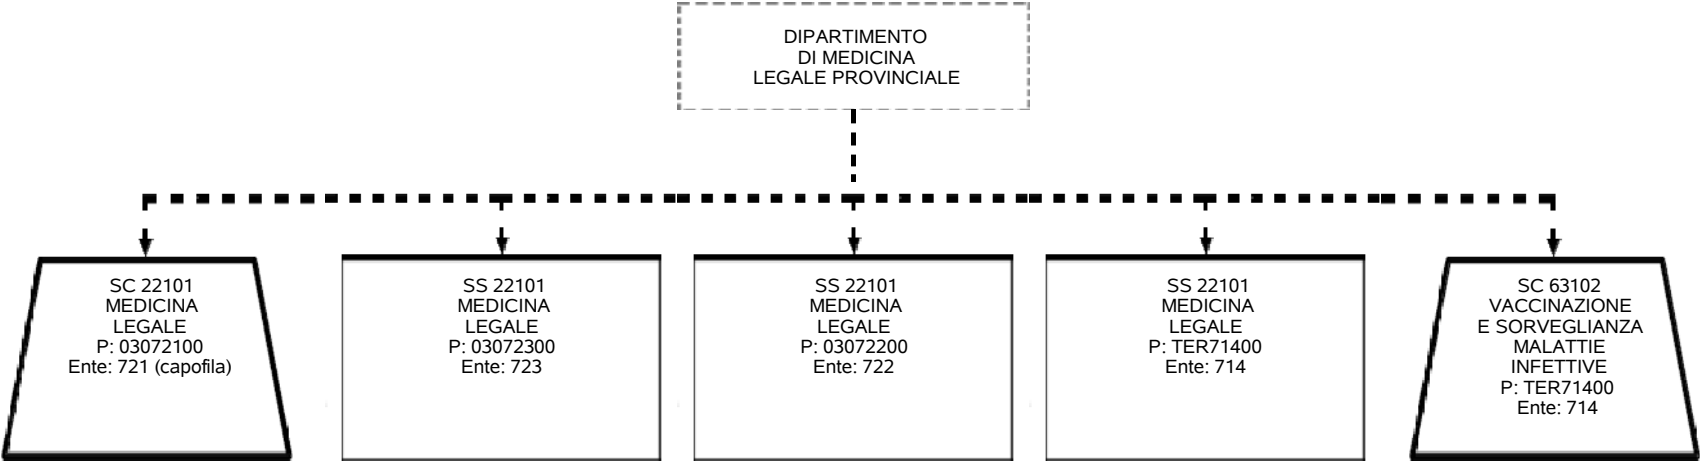 DIPARTIMENTO
DI MEDICINA
LEGALE PROVINCIALE
SC 22101
MEDICINA
LEGALE
P: 03072100
Ente: 721 (capofila)
SS 22101
MEDICINA
LEGALE
P: 03072300
Ente: 723
SS 22101
MEDICINA
LEGALE
P: 03072200
Ente: 722
SS 22101
MEDICINA
LEGALE
P: TER71400
Ente: 714
SC 63102
VACCINAZIONE
E SORVEGLIANZA
MALATTIE
INFETTIVE
P: TER71400
Ente: 714